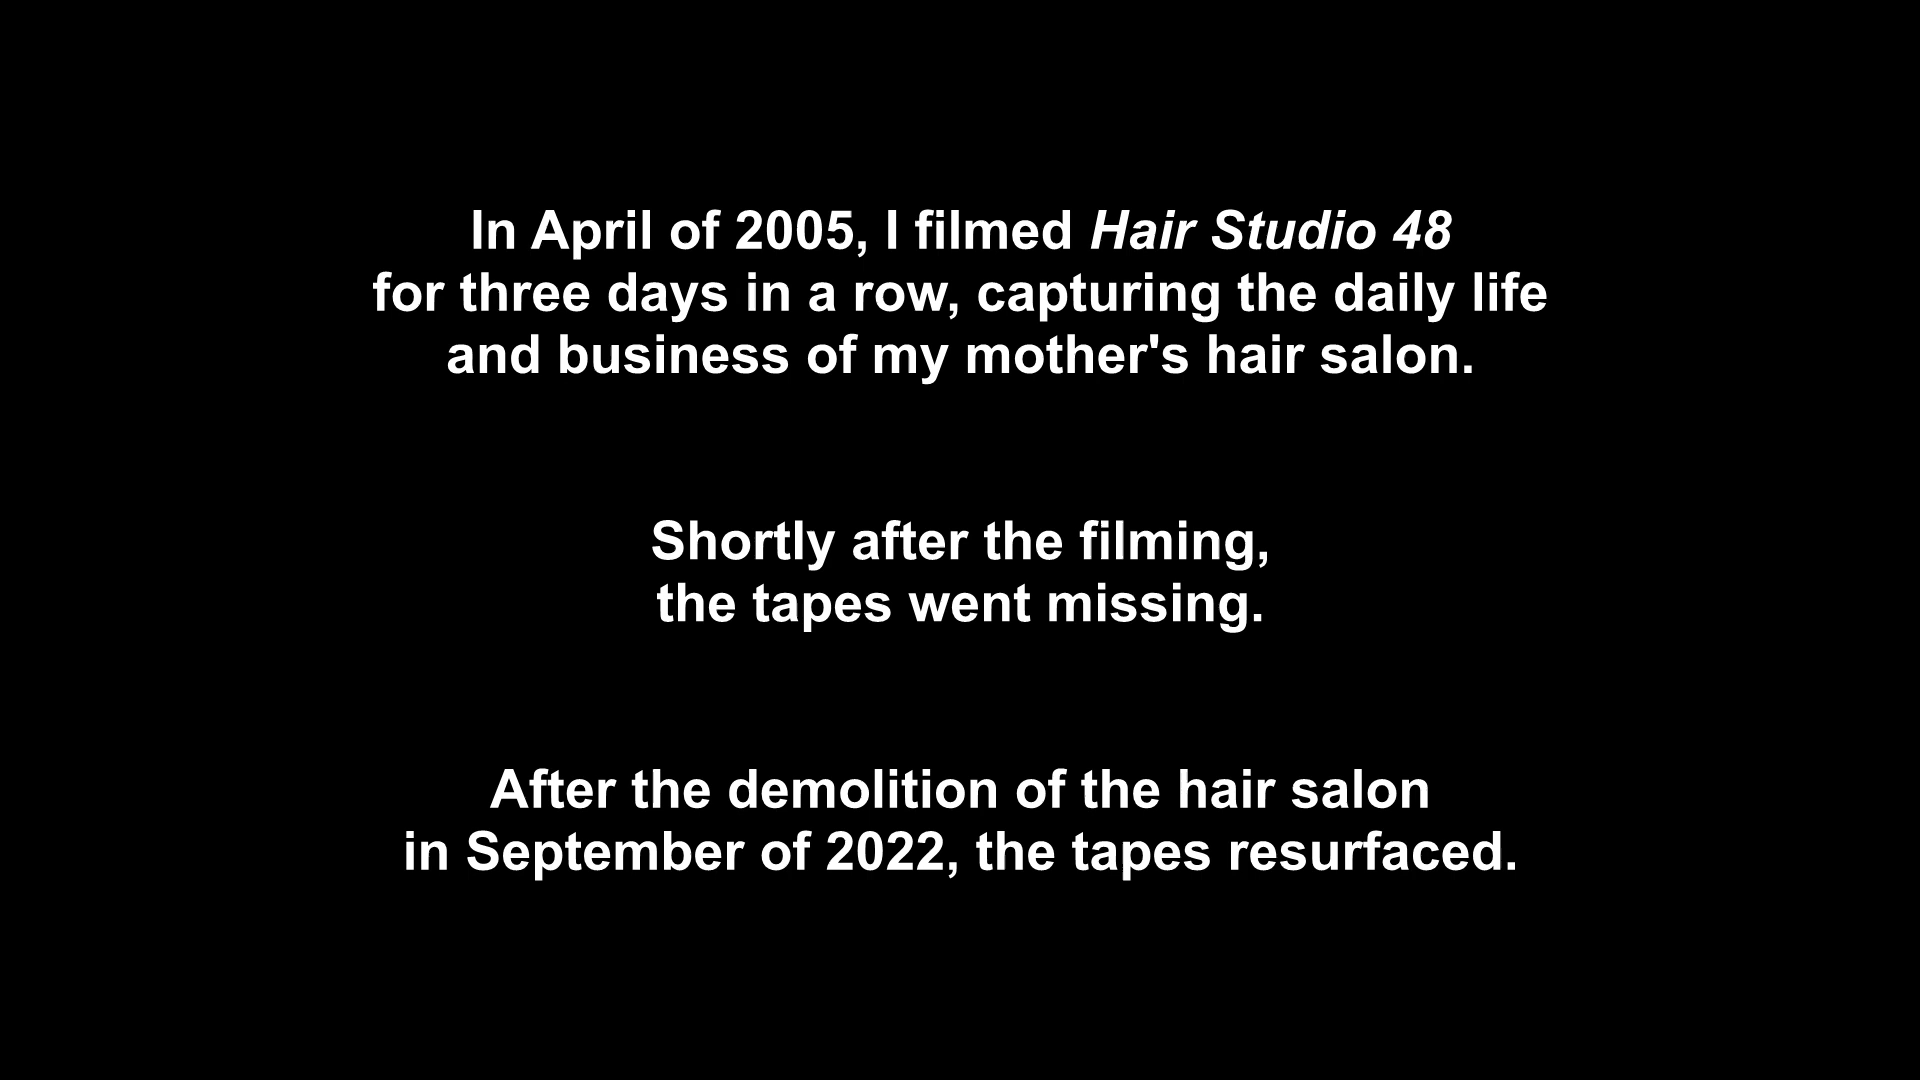 In April of 2005, I filmed Hair Studio 48
for three days in a row, capturing the daily life
and business of my mother's hair salon.
Shortly after the filming,
the tapes went missing.
After the demolition of the hair salon
in September of 2022, the tapes resurfaced.